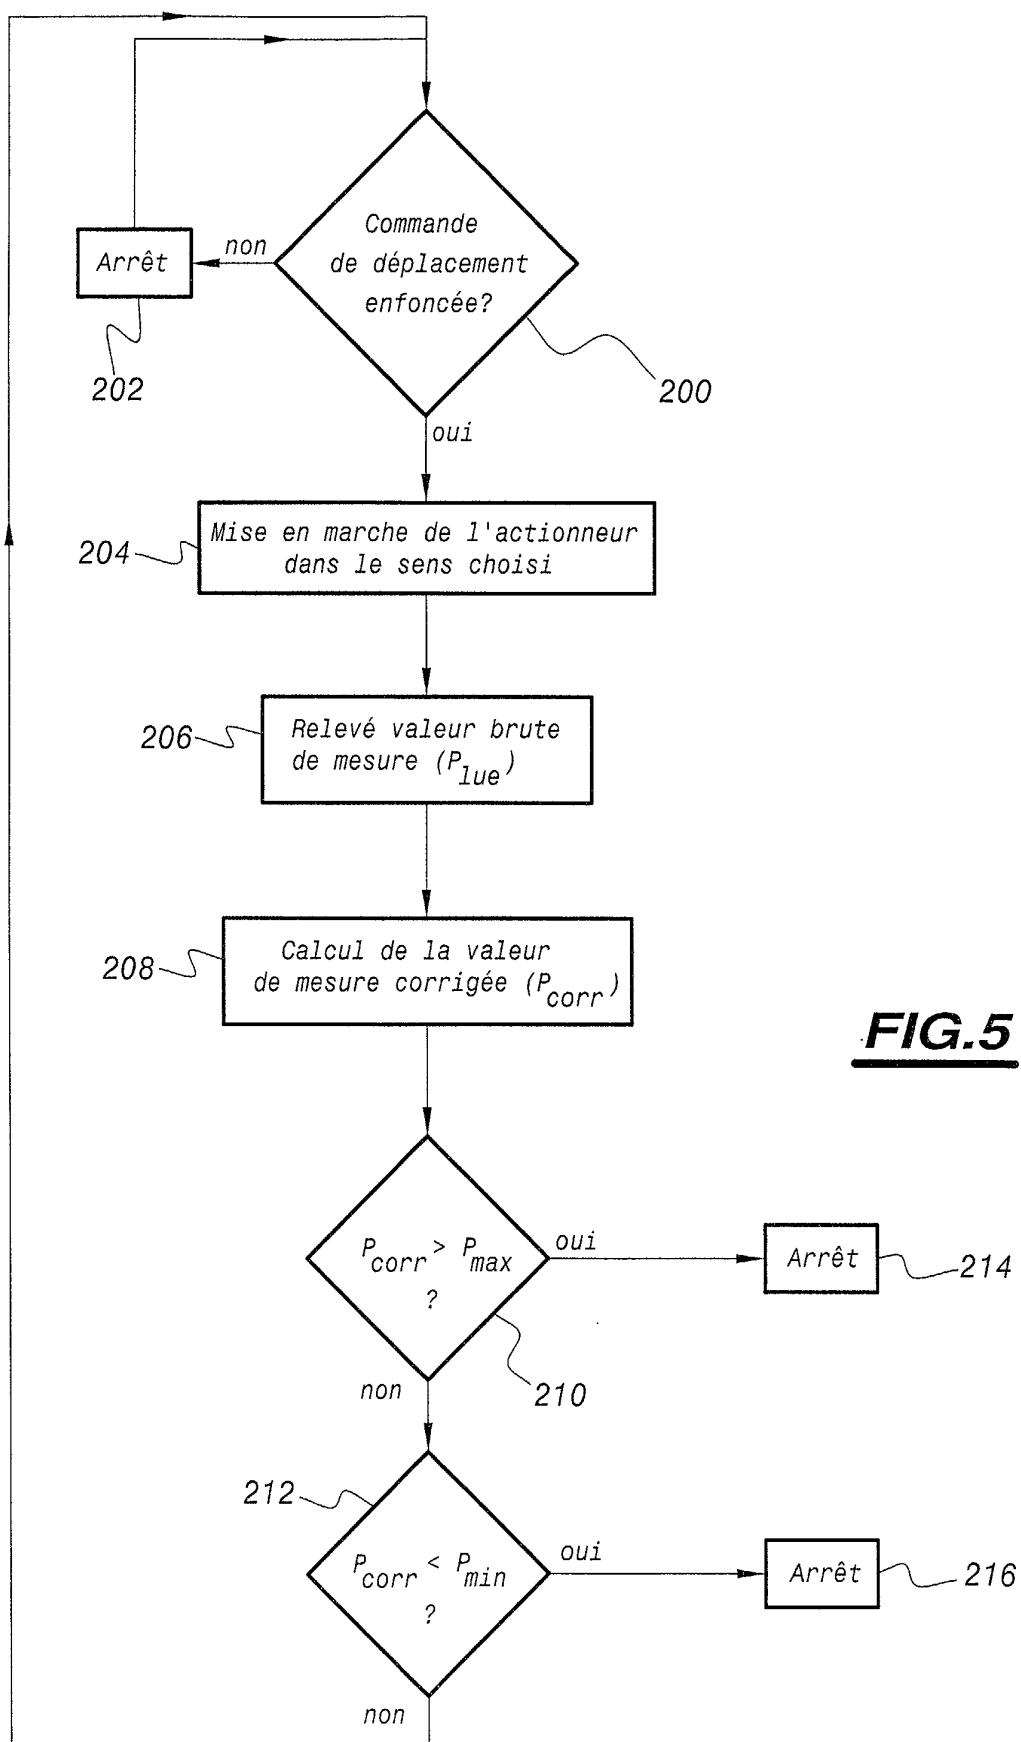 Commande
de déplacement
enfoncée?
non
Arrêt
202
200
oui
Mise en marche de l'actionneur
dans le sens choisi
204
Relevé valeur brute
de mesure (P_lue)
206
Calcul de la valeur
de mesure corrigée (P_corr)
208
FIG.5
P_corr > P_max
?
oui
Arrêt
214
210
non
212
P_corr < P_min
?
oui
Arrêt
216
non